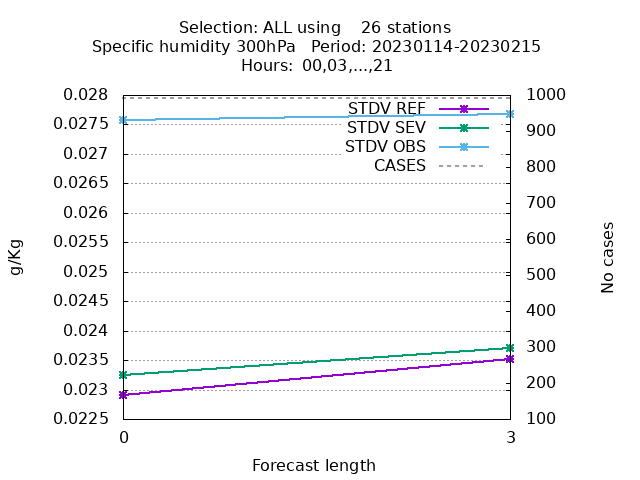 Selection: ALL using    26 stations
Specific humidity 300hPa   Period: 20230114-20230215
Hours:  00,03,...,21
0.028
0.0275
0.027
0.0265
0.026
0.0255
0.025
0.0245
0.024
0.0235
0.023
0.0225
g/Kg
STDV REF
STDV SEV
STDV OBS
CASES
1000
900
800
700
600
500
400
300
200
100
No cases
0
3
Forecast length